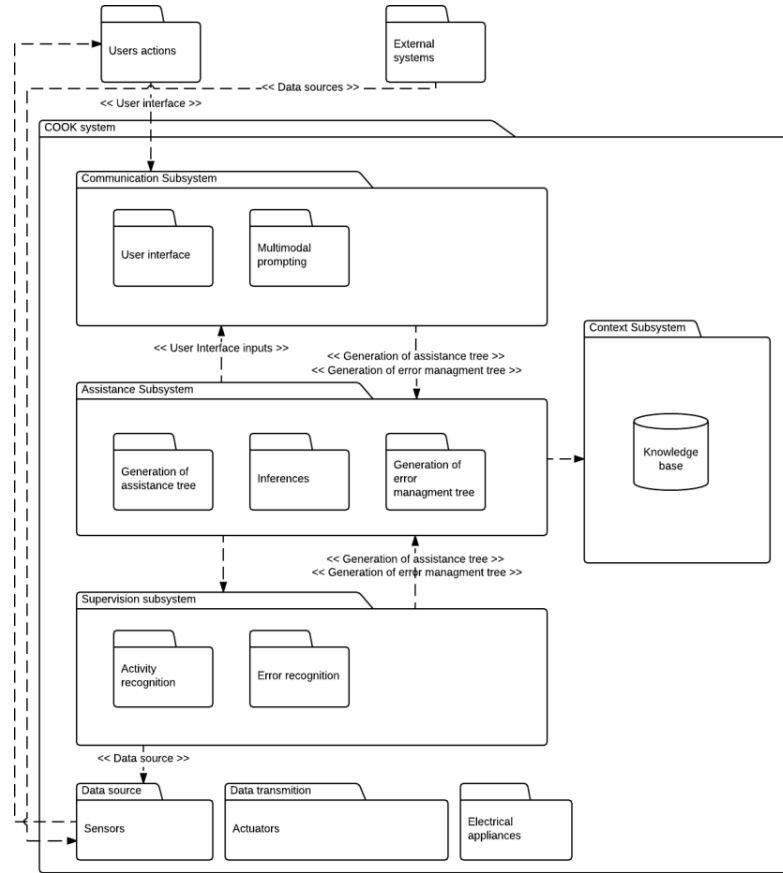 Users actions
External
systems
<< Data sources >>
<< User interface >>
COOK system
Communication Subsystem
User interface
Multimodal
prompting
<< User Interface inputs >>
<< Generation of assistance tree >>
<< Generation of error managment tree >>
Context Subsystem
Knowledge
base
Assistance Subsystem
Generation of
assistance tree
Inferences
Generation of
error
managment tree
<< Generation of assistance tree >>
<< Generation of error managment tree >>
Supervision subsystem
Activity
recognition
Error recognition
<< Data source >>
Data source
Sensors
Data transmition
Actuators
Electrical
appliances